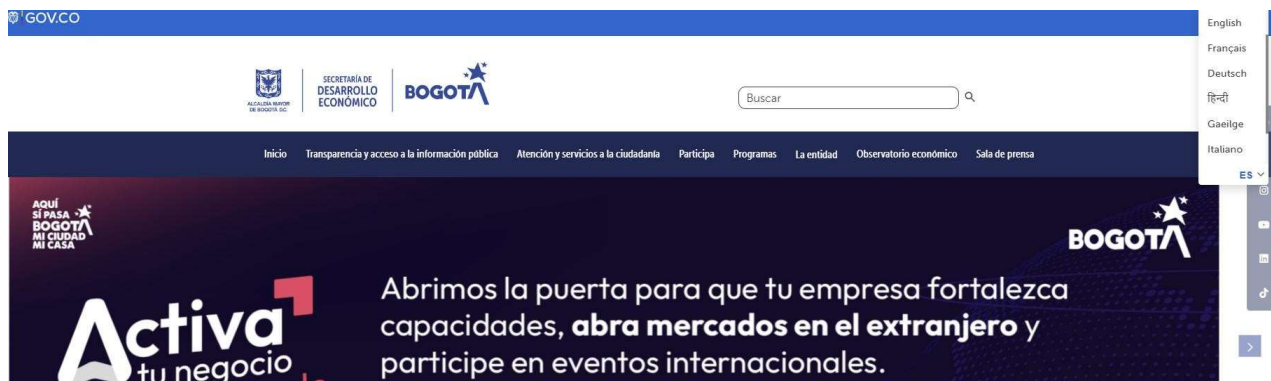 GOV.CO
English
Français
Deutsch
हिन्दी
Gaeilge
Italiano
ES
ALCALDÍA MAYOR
DE BOGOTÁ D.C.
SECRETARÍA DE
DESARROLLO
ECONÓMICO
BOGOTÁ
Buscar
Inicio Transparencia y acceso a la información pública Atención y servicios a la ciudadanía Participa Programas La entidad Observatorio económico Sala de prensa
AQUÍ
SÍ PASA
BOGOTÁ
MI CIUDAD
MI CASA
BOGOTÁ
Activa
tu negocio
Abrimos la puerta para que tu empresa fortalezca
capacidades, abra mercados en el extranjero y
participe en eventos internacionales.